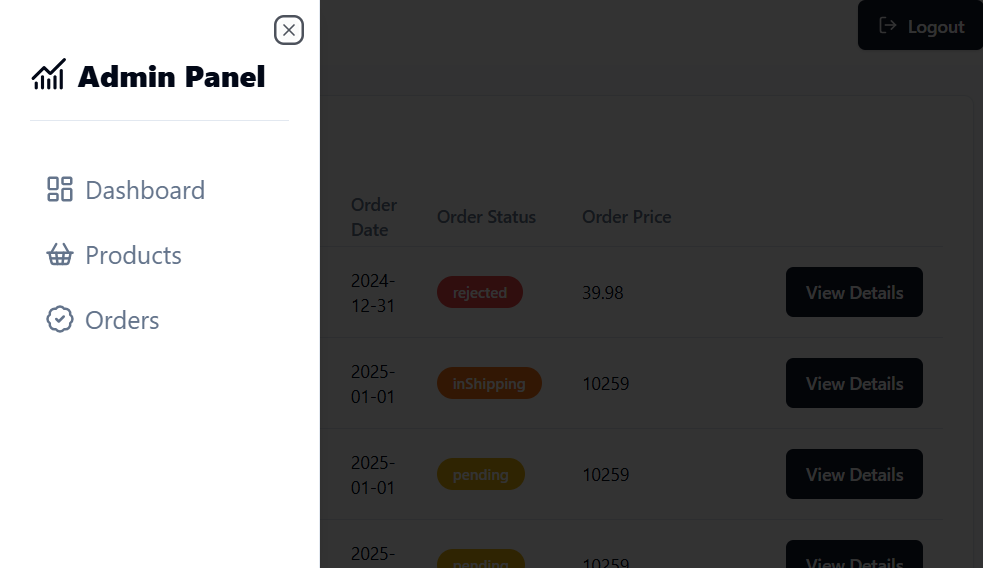 Logout
Admin Panel
Dashboard
Products
Orders
Order
Date
Order Status
Order Price
2024-
12-31
rejected
39.98
View Details
2025-
01-01
inShipping
10259
View Details
2025-
01-01
pending
10259
View Details
2025-
pending
10259
View Details